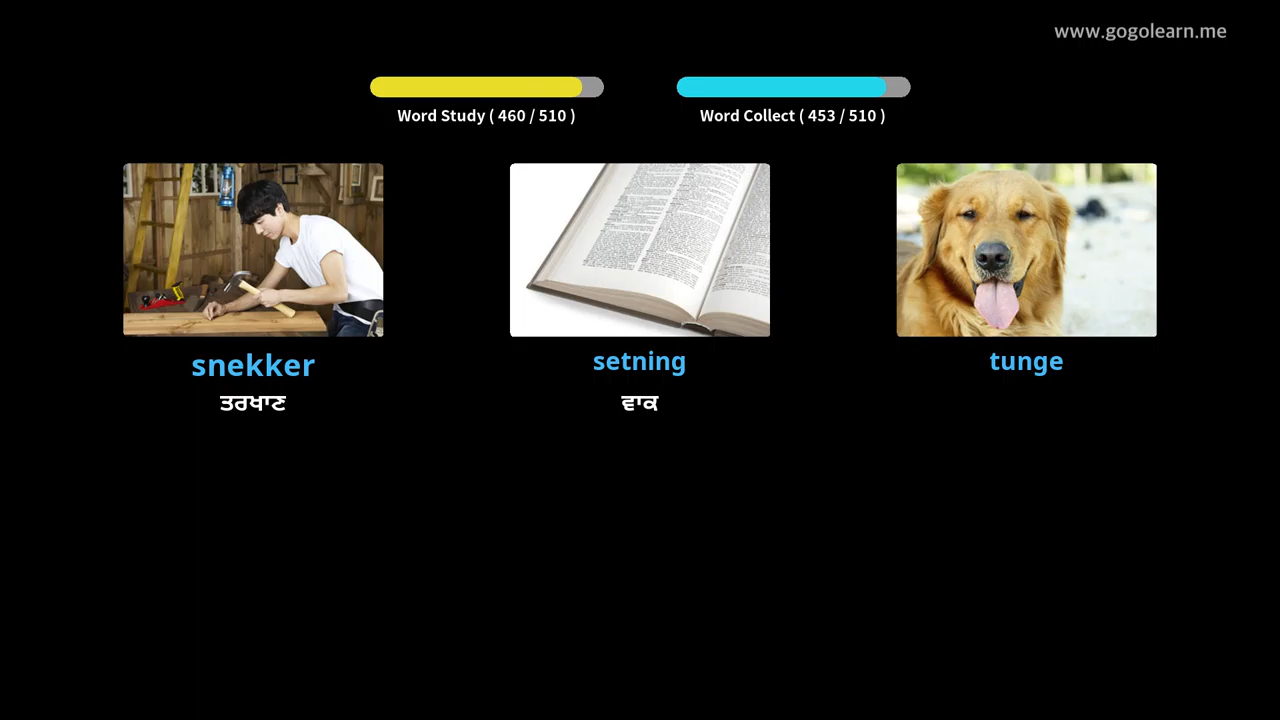 www.gogolearn.me
Word Study ( 460 / 510 )
Word Collect ( 453 / 510 )
snekker
setning
tunge
ਤਰਖਾਣ
ਵਾਕ